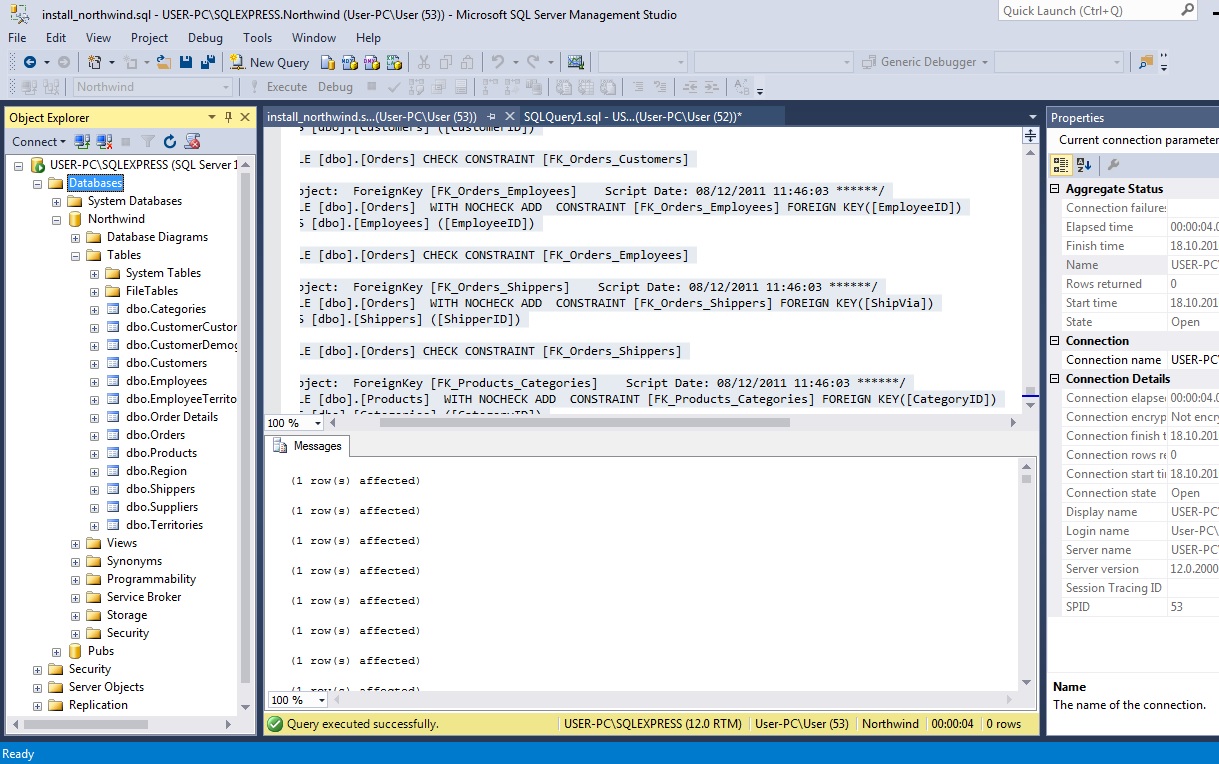 install_northwind.sql - USER-PC\SQLEXPRESS.Northwind (User-PC\User (53)) - Microsoft SQL Server Management Studio
Quick Launch (Ctrl+Q)
File Edit View Project Debug Tools Window Help
New Query
Generic Debugger
Northwind
Execute Debug
Object Explorer
Connect
USER-PC\SQLEXPRESS (SQL Server 1
Databases
System Databases
Northwind
Database Diagrams
Tables
System Tables
FileTables
dbo.Categories
dbo.CustomerCustor
dbo.CustomerDemog
dbo.Customers
dbo.Employees
dbo.EmployeeTerrito
dbo.Order Details
dbo.Orders
dbo.Products
dbo.Region
dbo.Shippers
dbo.Suppliers
dbo.Territories
Views
Synonyms
Programmability
Service Broker
Storage
Security
Pubs
Security
Server Objects
Replication
install_northwind.s...(User-PC\User (53))
SQLQuery1.sql - US...(User-PC\User (52))*
S [dbo].[Customers] ([CustomerID])
LE [dbo].[Orders] CHECK CONSTRAINT [FK_Orders_Customers]
bject:  ForeignKey [FK_Orders_Employees]    Script Date: 08/12/2011 11:46:03 ******/
LE [dbo].[Orders]  WITH NOCHECK ADD  CONSTRAINT [FK_Orders_Employees] FOREIGN KEY([EmployeeID])
S [dbo].[Employees] ([EmployeeID])
LE [dbo].[Orders] CHECK CONSTRAINT [FK_Orders_Employees]
bject:  ForeignKey [FK_Orders_Shippers]    Script Date: 08/12/2011 11:46:03 ******/
LE [dbo].[Orders]  WITH NOCHECK ADD  CONSTRAINT [FK_Orders_Shippers] FOREIGN KEY([ShipVia])
S [dbo].[Shippers] ([ShipperID])
LE [dbo].[Orders] CHECK CONSTRAINT [FK_Orders_Shippers]
bject:  ForeignKey [FK_Products_Categories]    Script Date: 08/12/2011 11:46:03 ******/
LE [dbo].[Products]  WITH NOCHECK ADD  CONSTRAINT [FK_Products_Categories] FOREIGN KEY([CategoryID])
S [dbo].[Categories] ([CategoryID])
100 %
Messages
(1 row(s) affected)
(1 row(s) affected)
(1 row(s) affected)
(1 row(s) affected)
(1 row(s) affected)
(1 row(s) affected)
(1 row(s) affected)
(1 row(s) affected)
100 %
Query executed successfully.
USER-PC\SQLEXPRESS (12.0 RTM)
User-PC\User (53)
Northwind
00:00:04
0 rows
Properties
Current connection parameter
Aggregate Status
Connection failures
Elapsed time 00:00:04.0
Finish time 18.10.201
Name USER-PC\
Rows returned 0
Start time 18.10.201
State Open
Connection
Connection name USER-PC\
Connection Details
Connection elapse 00:00:04.0
Connection encryp Not encry
Connection finish t 18.10.201
Connection rows re 0
Connection start ti 18.10.201
Connection state Open
Display name USER-PC\
Login name User-PC\
Server name USER-PC\
Server version 12.0.2000
Session Tracing ID
SPID 53
Name
The name of the connection.
Ready